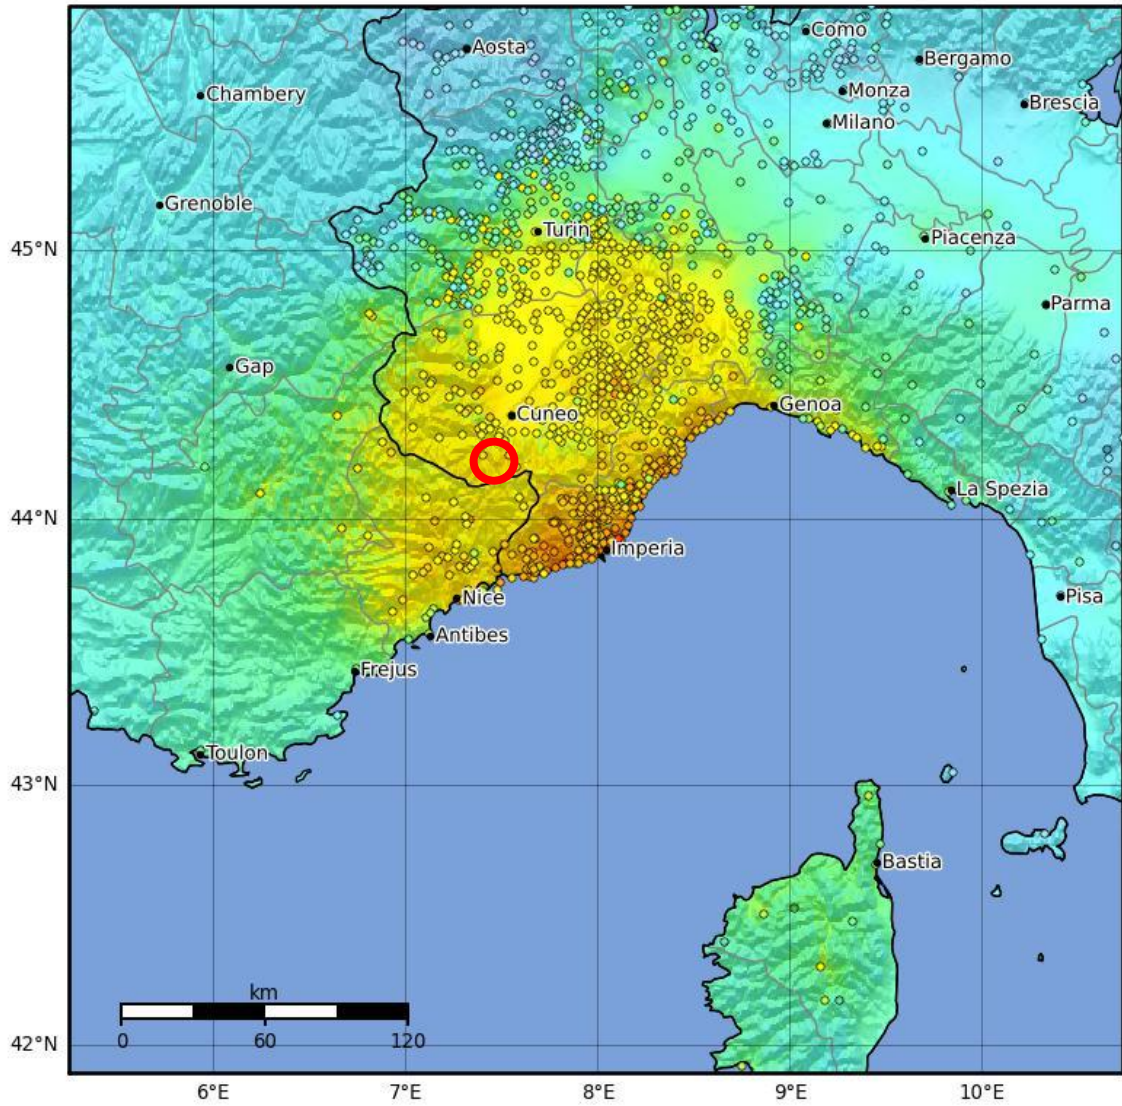 Como
Aosta
Bergamo
Chambery
Monza
Brescia
Milano
Grenoble
Turin
Piacenza
45°N
Parma
Gap
Cuneo
Genoa
La Spezia
44°N
Imperia
Nice
Pisa
Antibes
Frejus
Toulon
43°N
Bastia
km
0 60 120
42°N
6°E 7°E 8°E 9°E 10°E